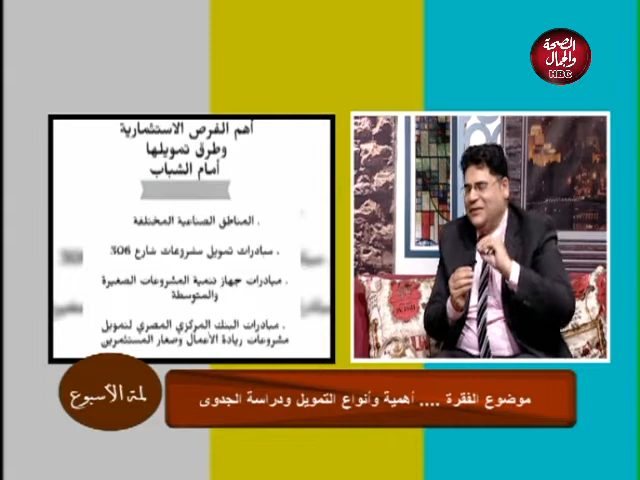 الصحة
والجمال
HBC
أهم الفرص الاستثمارية
وطرق تمويلها
أمام الشباب
. المناطق الصناعية المختلفة
. مبادرات تمويل مشروعات شارع 306
. مبادرات جهاز تنمية المشروعات الصغيرة
والمتوسطة
. مبادرات البنك المركزي المصري لتمويل
مشروعات ريادة الأعمال وصغار المستثمرين
لمة الأسبوع
موضوع الفقرة .... أهمية وأنواع التمويل ودراسة الجدوى